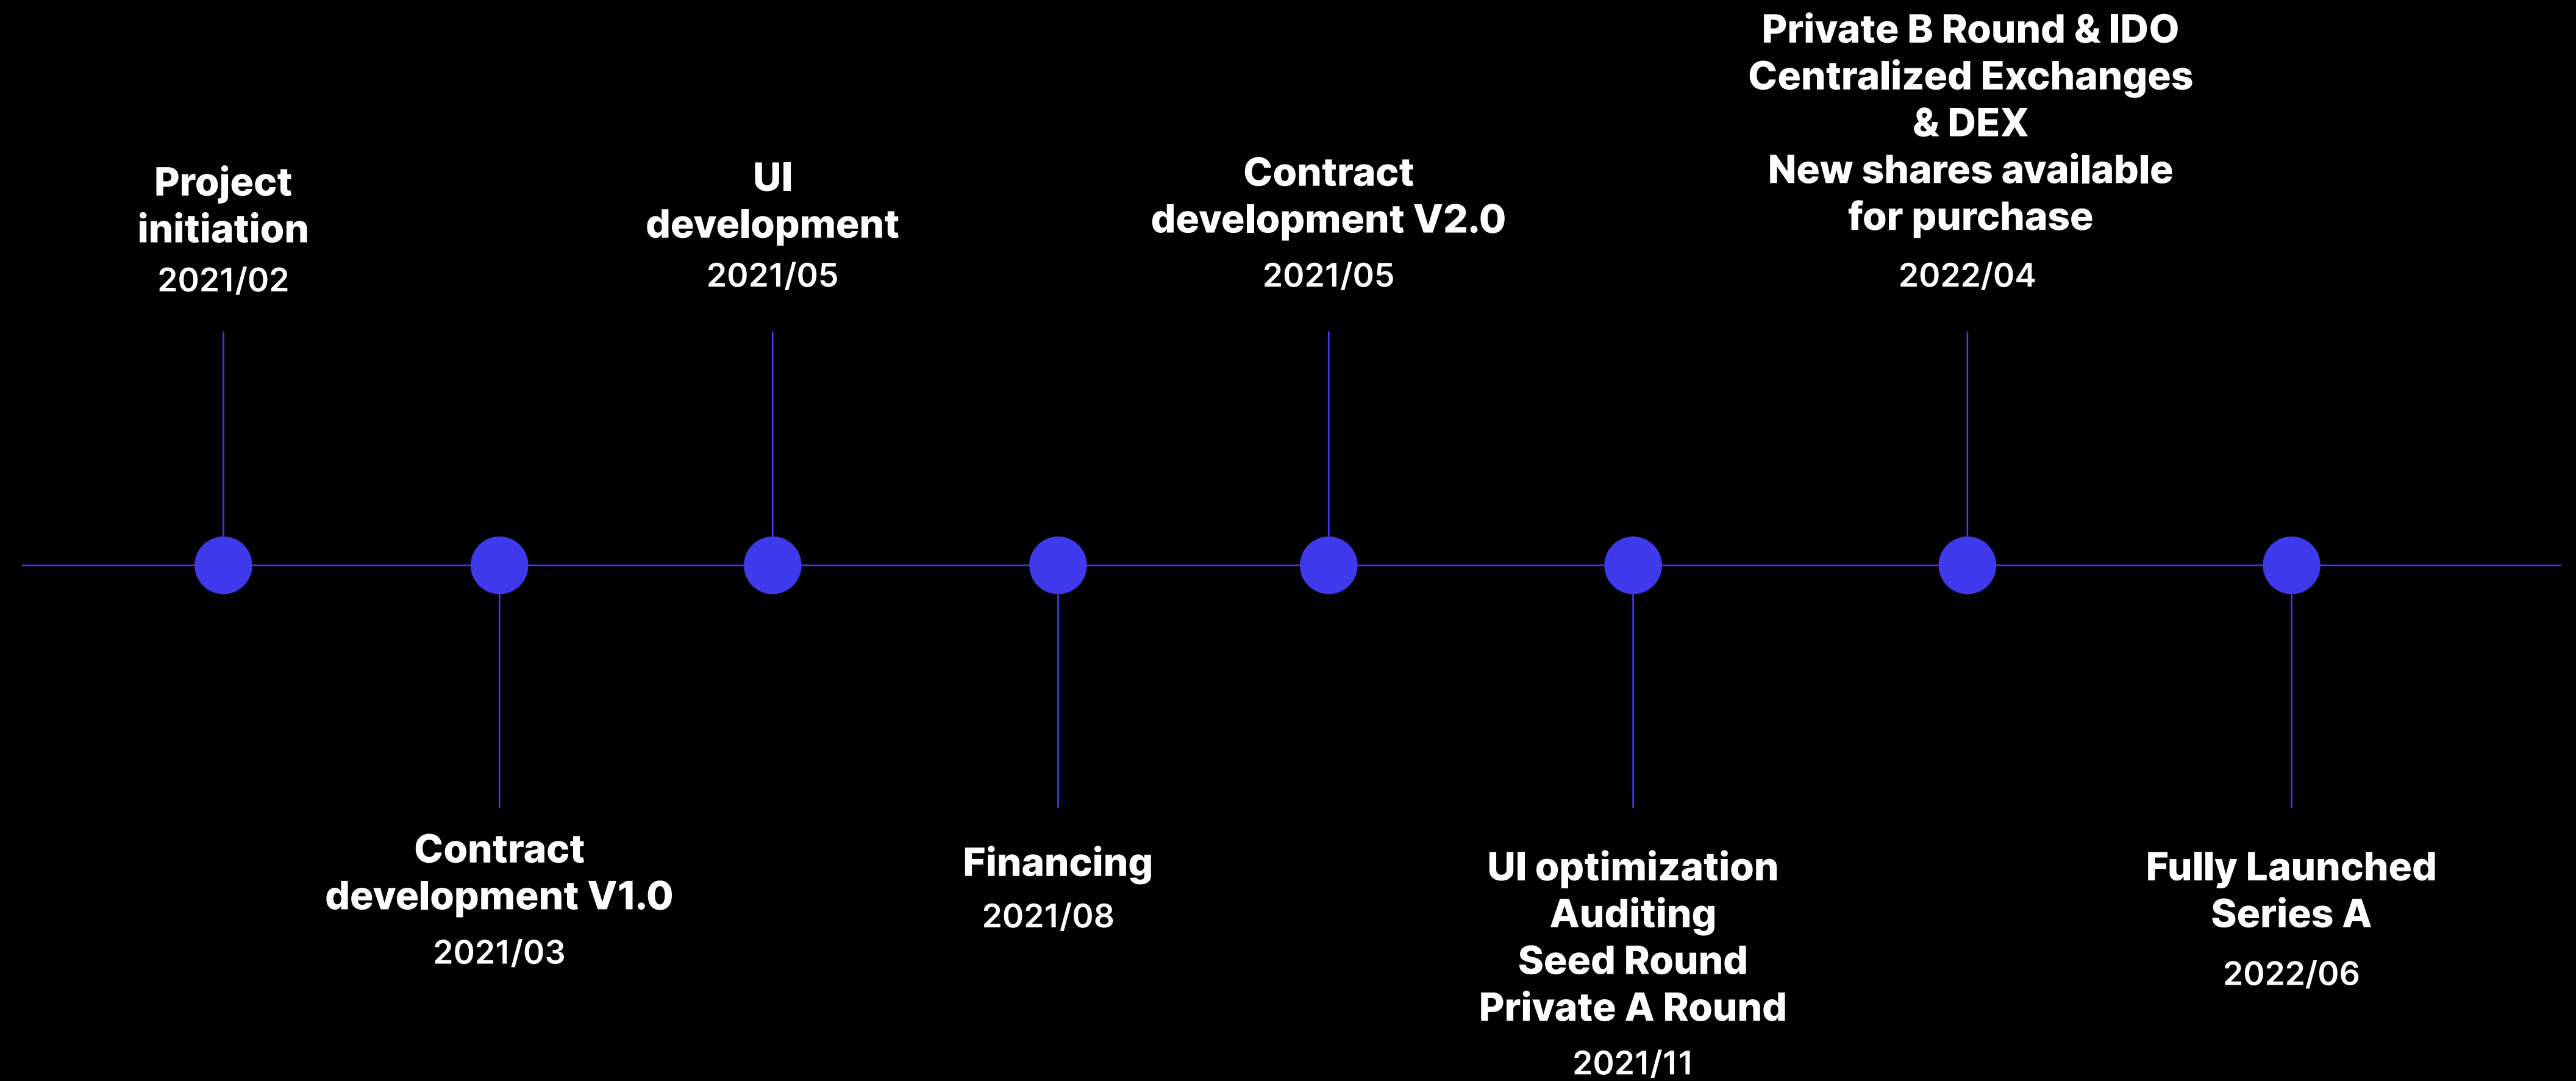 Project
initiation
2021/02
Contract
development V1.0
2021/03
UI
development
2021/05
Financing
2021/08
Contract
development V2.0
2021/05
UI optimization
Auditing
Seed Round
Private A Round
2021/11
Private B Round & IDO
Centralized Exchanges
& DEX
New shares available
for purchase
2022/04
Fully Launched
Series A
2022/06